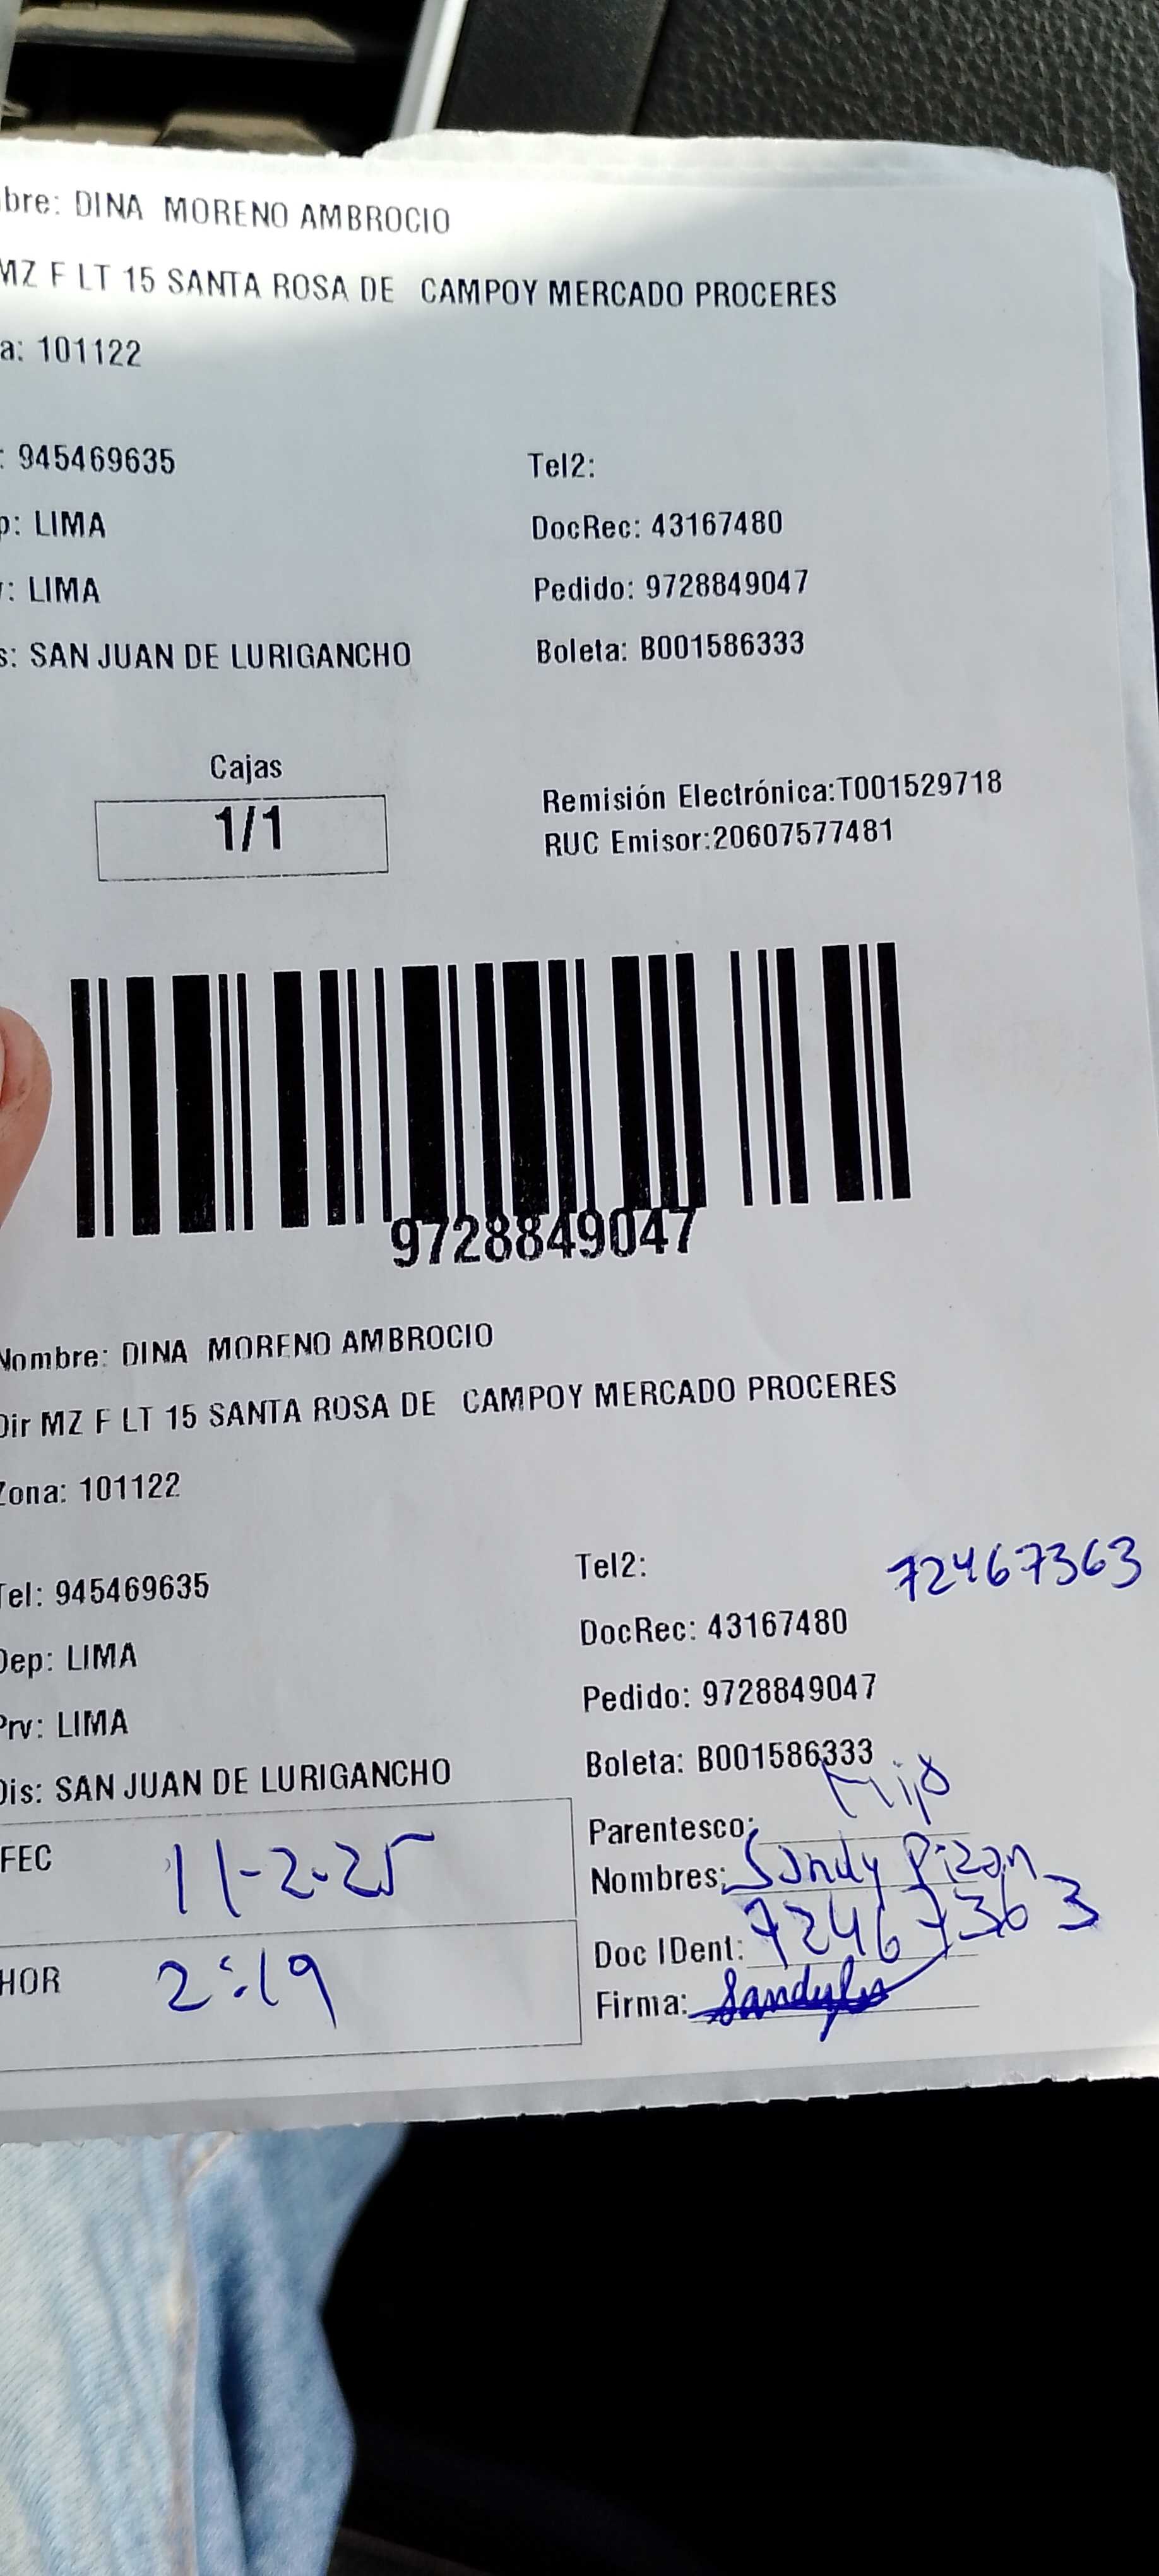 bre: DINA MORENO AMBROCIO
MZ F LT 15 SANTA ROSA DE CAMPOY MERCADO PROCERES
a: 101122
: 945469635
Tel2:
p: LIMA
DocRec: 43167480
: LIMA
Pedido: 9728849047
s: SAN JUAN DE LURIGANCHO
Boleta: B001586333
Cajas
1/1
Remisión Electrónica:T001529718
RUC Emisor:20607577481
9728849047
Nombre: DINA MORENO AMBROCIO
Dir MZ F LT 15 SANTA ROSA DE CAMPOY MERCADO PROCERES
Zona: 101122
Tel: 945469635
Tel2:
72467363
Dep: LIMA
DocRec: 43167480
Prv: LIMA
Pedido: 9728849047
Dis: SAN JUAN DE LURIGANCHO
Boleta: B001586333
FEC 11-2-25
Parentesco: Hijo
Nombres: Sandy Pizan
HOR 2:19
Doc IDent: 72467363
Firma: